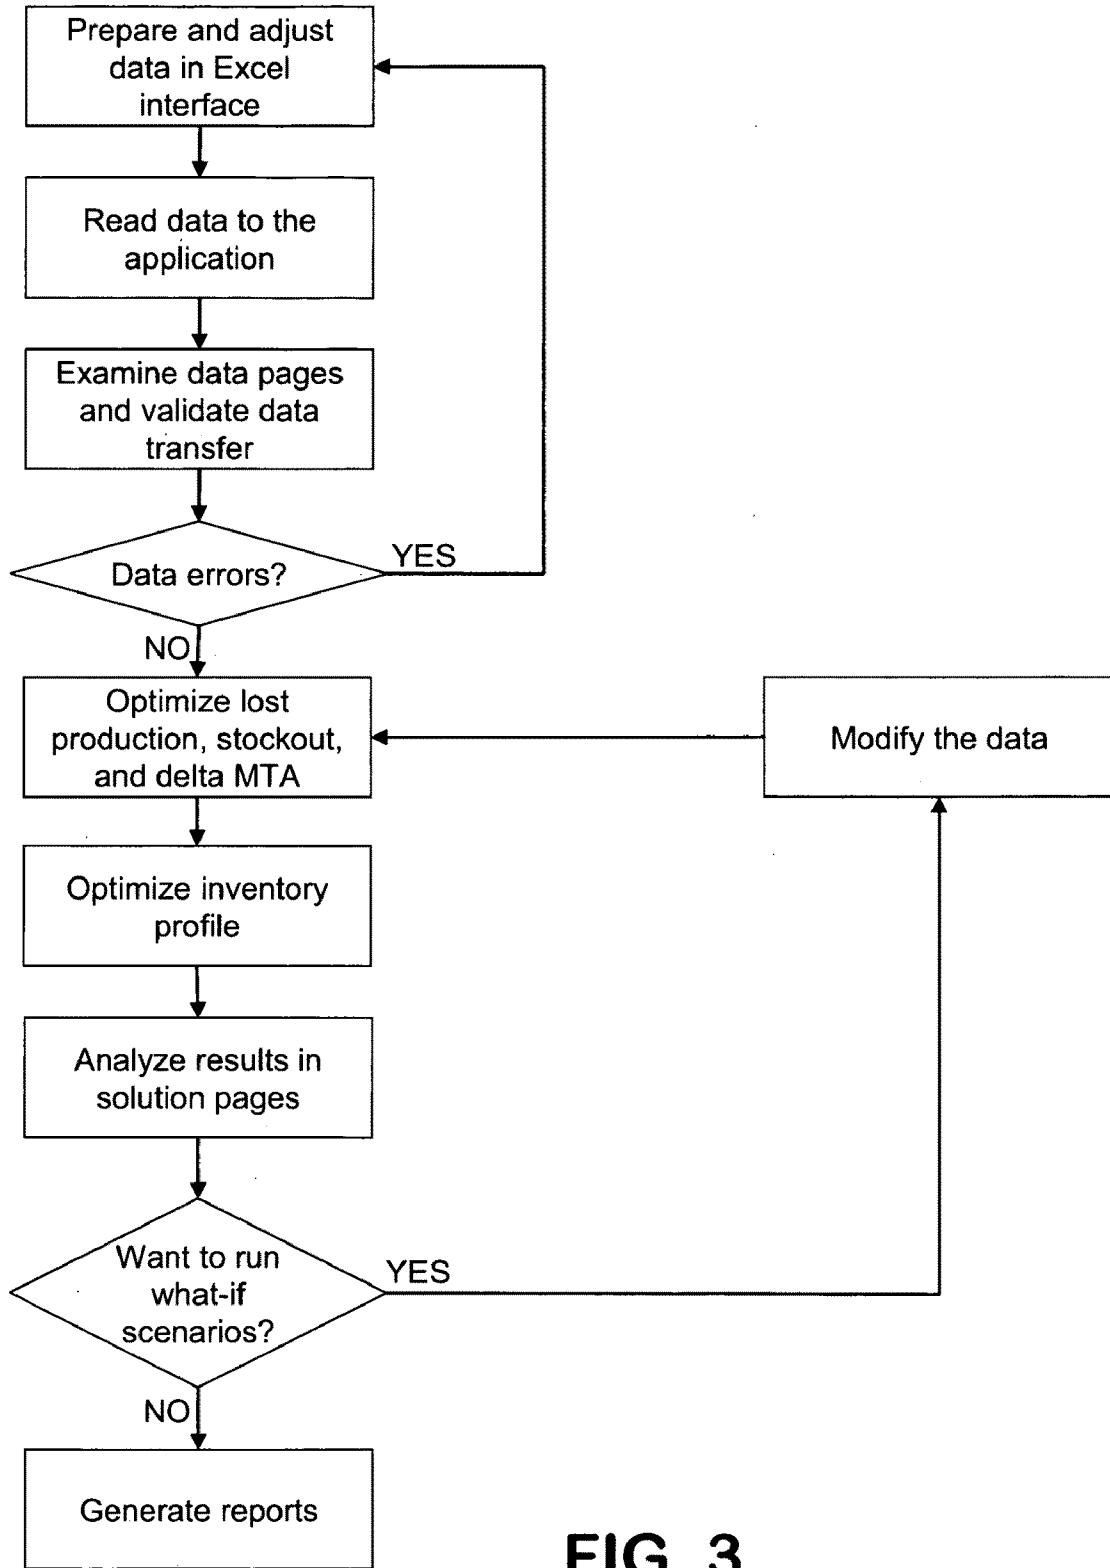 Prepare and adjust
data in Excel
interface
Read data to the
application
Examine data pages
and validate data
transfer
Data errors?
YES
NO
Optimize lost
production, stockout,
and delta MTA
Modify the data
Optimize inventory
profile
Analyze results in
solution pages
Want to run
what-if
scenarios?
YES
NO
Generate reports
FIG. 3